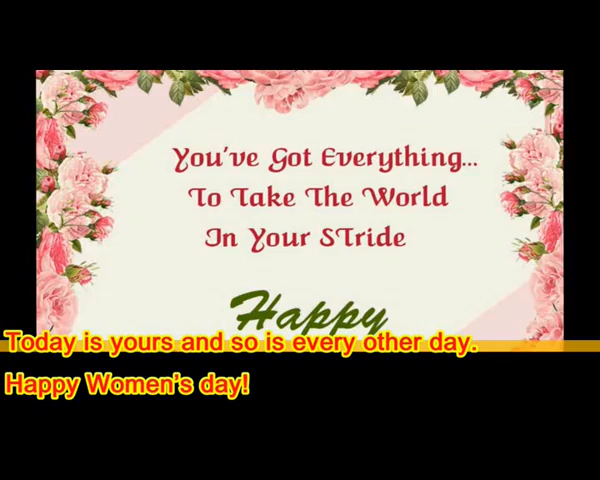 You've Got Everything...
To Take The World
In Your STride
Happy
Today is yours and so is every other day.
Happy Women's day!